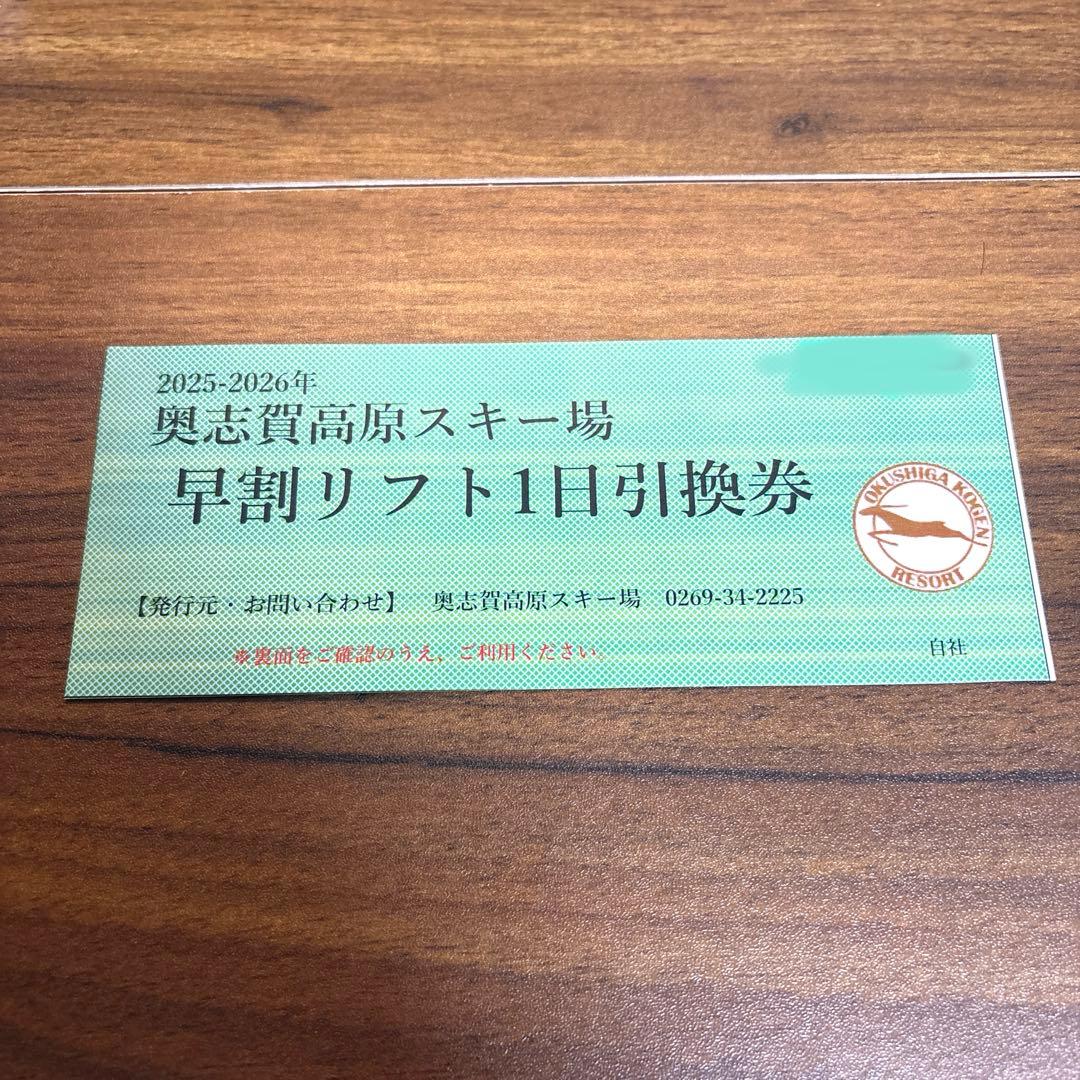 2025-2026年
奥志賀高原スキー場
早割リフト1日引換券
OKUSHIGA KOGEN
RESORT
【発行元・お問い合わせ】 奥志賀高原スキー場 0269-34-2225
※裏面をご確認のうえ、ご利用ください。
自社